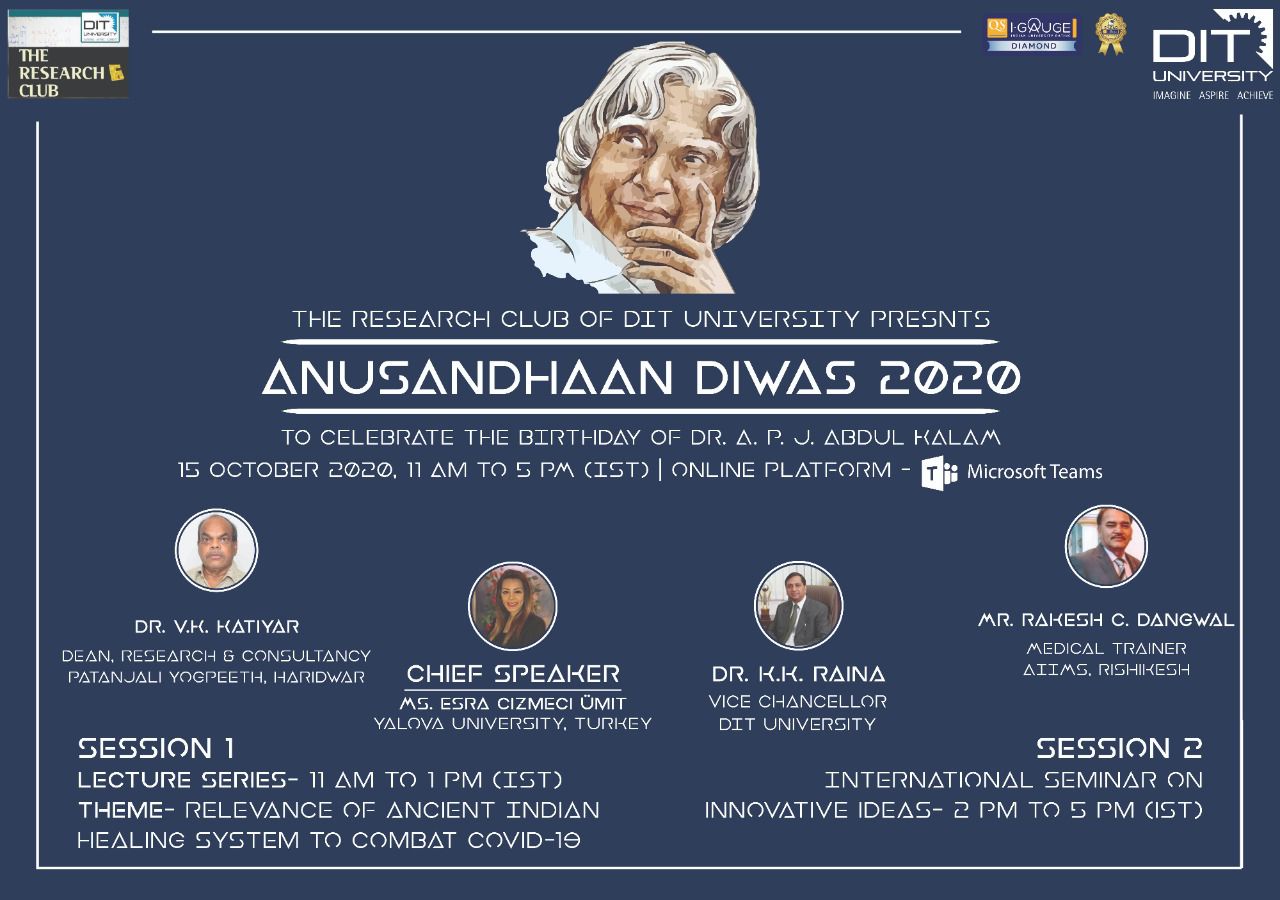 DIT
UNIVERSITY
THE
RESEARCH
CLUB
QS I·GAUGE
INDIAN UNIVERSITY RATING
DIAMOND
DIT
UNIVERSITY
IMAGINE ASPIRE ACHIEVE
THE RESEARCH CLUB OF DIT UNIVERSITY PRESNTS
ANUSANDHAAN DIWAS 2020
TO CELEBRATE THE BIRTHDAY OF DR. A. P. J. ABDUL KALAM
15 OCTOBER 2020, 11 AM TO 5 PM (IST) | ONLINE PLATFORM - T Microsoft Teams
DR. V.K. KATIYAR
DEAN, RESEARCH & CONSULTANCY
PATANJALI YOGPEETH, HARIDWAR
CHIEF SPEAKER
MS. ESRA CIZMECI ÜMIT
YALOVA UNIVERSITY, TURKEY
DR. K.K. RAINA
VICE CHANCELLOR
DIT UNIVERSITY
MR. RAKESH C. DANGWAL
MEDICAL TRAINER
AIIMS, RISHIKESH
SESSION 1
LECTURE SERIES- 11 AM TO 1 PM (IST)
THEME- RELEVANCE OF ANCIENT INDIAN
HEALING SYSTEM TO COMBAT COVID-19
SESSION 2
INTERNATIONAL SEMINAR ON
INNOVATIVE IDEAS- 2 PM TO 5 PM (IST)